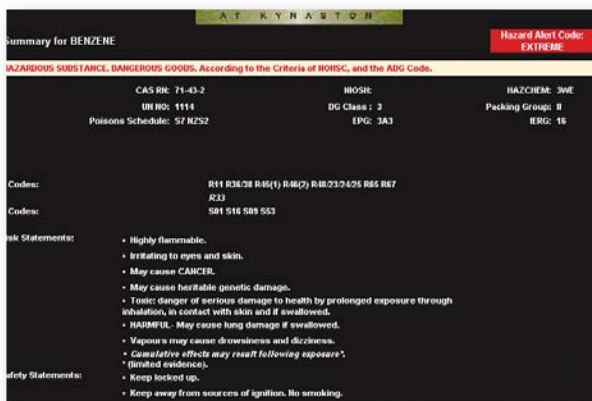 AT KYNASTON
Summary for BENZENE
Hazard Alert Code:
EXTREME
HAZARDOUS SUBSTANCE. DANGEROUS GOODS. According to the Criteria of NOHSC, and the ADG Code.
CAS RN: 71-43-2 NIOSH: HAZCHEM: 3WE
UN NO: 1114 DG Class : 3 Packing Group: II
Poisons Schedule: S7 NZS2 EPG: 3A3 IERG: 16
Codes: R11 R36/38 R45(1) R46(2) R48/23/24/25 R65 R67
R33
Codes: S01 S16 S09 S53
isk Statements: • Highly flammable.
• Irritating to eyes and skin.
• May cause CANCER.
• May cause heritable genetic damage.
• Toxic: danger of serious damage to health by prolonged exposure through
inhalation, in contact with skin and if swallowed.
• HARMFUL- May cause lung damage if swallowed.
• Vapours may cause drowsiness and dizziness.
• Cumulative effects may result following exposure*.
* (limited evidence).
afety Statements: • Keep locked up.
• Keep away from sources of ignition. No smoking.